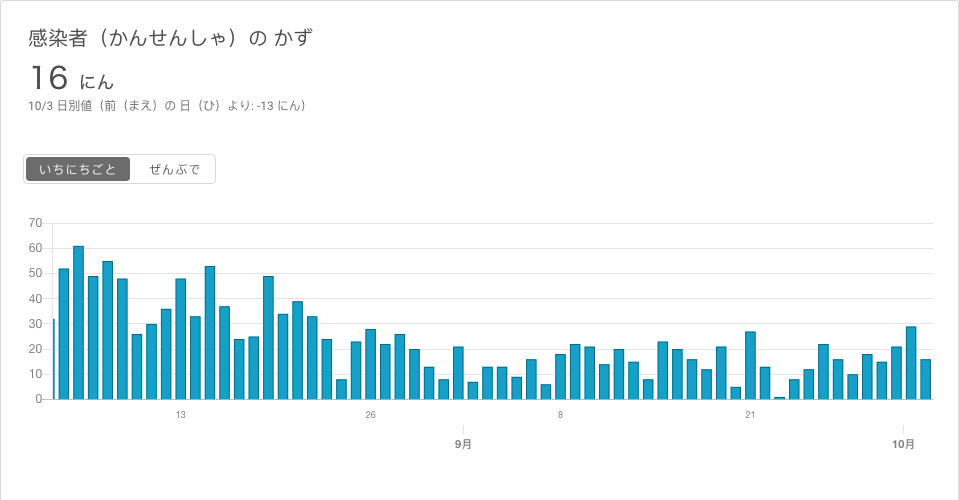 感染者（かんせんしゃ）の かず
16 にん
10/3 日別値（前（まえ）の 日（ひ）より: -13 にん）
いちにちごと ぜんぶで
70
60
50
40
30
20
10
0
13 26 8 21
9月 10月